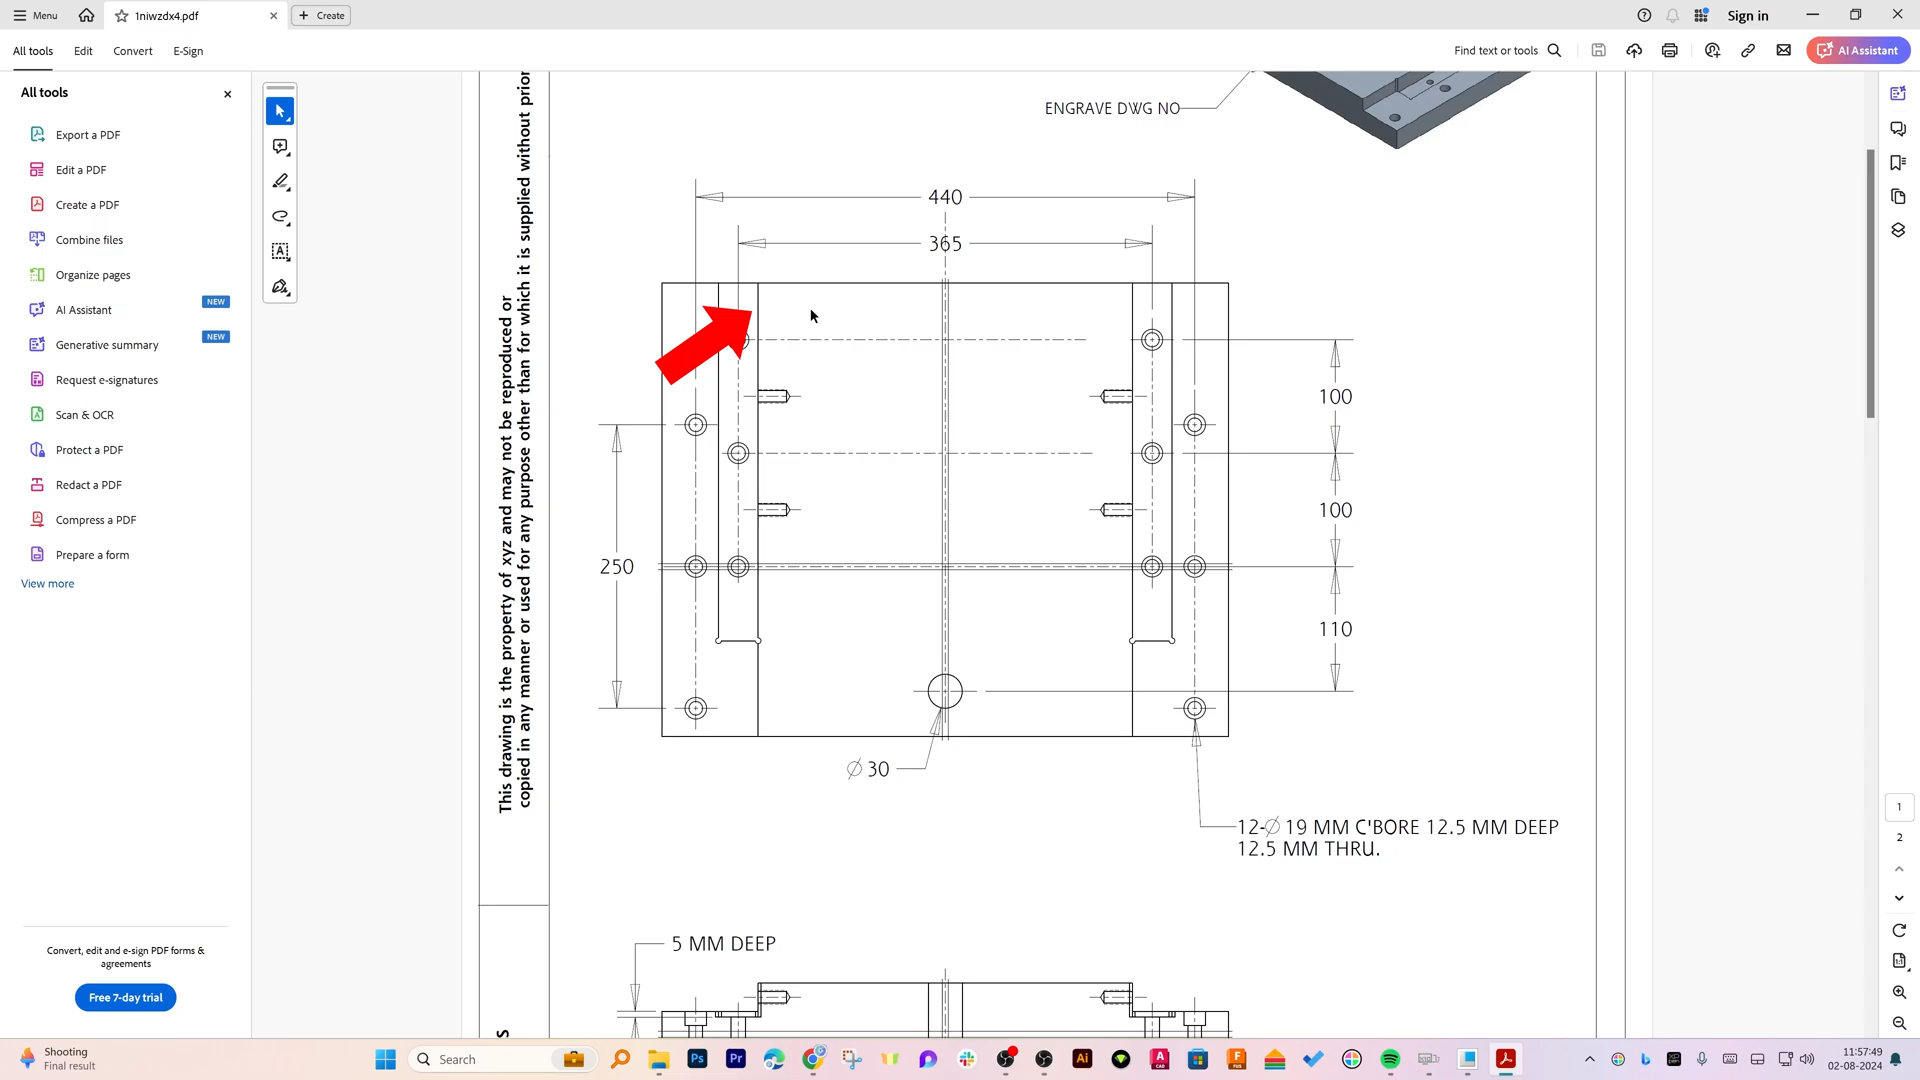 Menu
1niwzdx4.pdf
Create
Sign in
All tools
Edit
Convert
E-Sign
Find text or tools
AI Assistant
All tools
Export a PDF
Edit a PDF
Create a PDF
Combine files
Organize pages
AI Assistant
NEW
Generative summary
NEW
Request e-signatures
Scan & OCR
Protect a PDF
Redact a PDF
Compress a PDF
Prepare a form
View more
Convert, edit and e-sign PDF forms &
agreements
Free 7-day trial
This drawing is the property of xyz and may not be reproduced or
copied in any manner or used for any purpose other than for which it is supplied without prior
S
ENGRAVE DWG NO
440
365
100
100
250
110
Ø 30
12-Ø 19 MM C'BORE 12.5 MM DEEP
12.5 MM THRU.
5 MM DEEP
1
2
Shooting
Final result
Search
11:57:49
02-08-2024